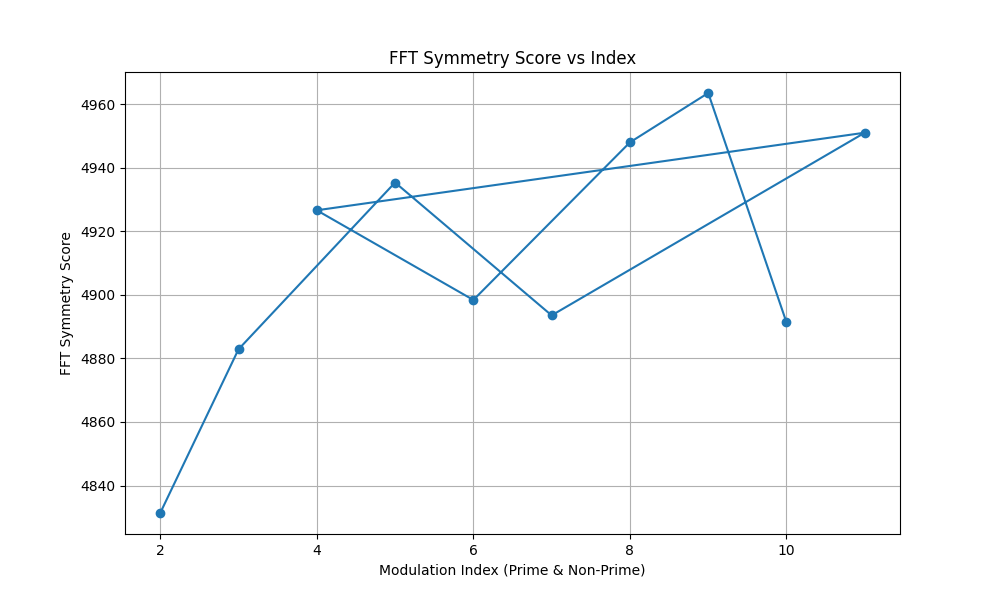 FFT Symmetry Score vs Index
FFT Symmetry Score
4960
4940
4920
4900
4880
4860
4840
2 4 6 8 10
Modulation Index (Prime & Non-Prime)